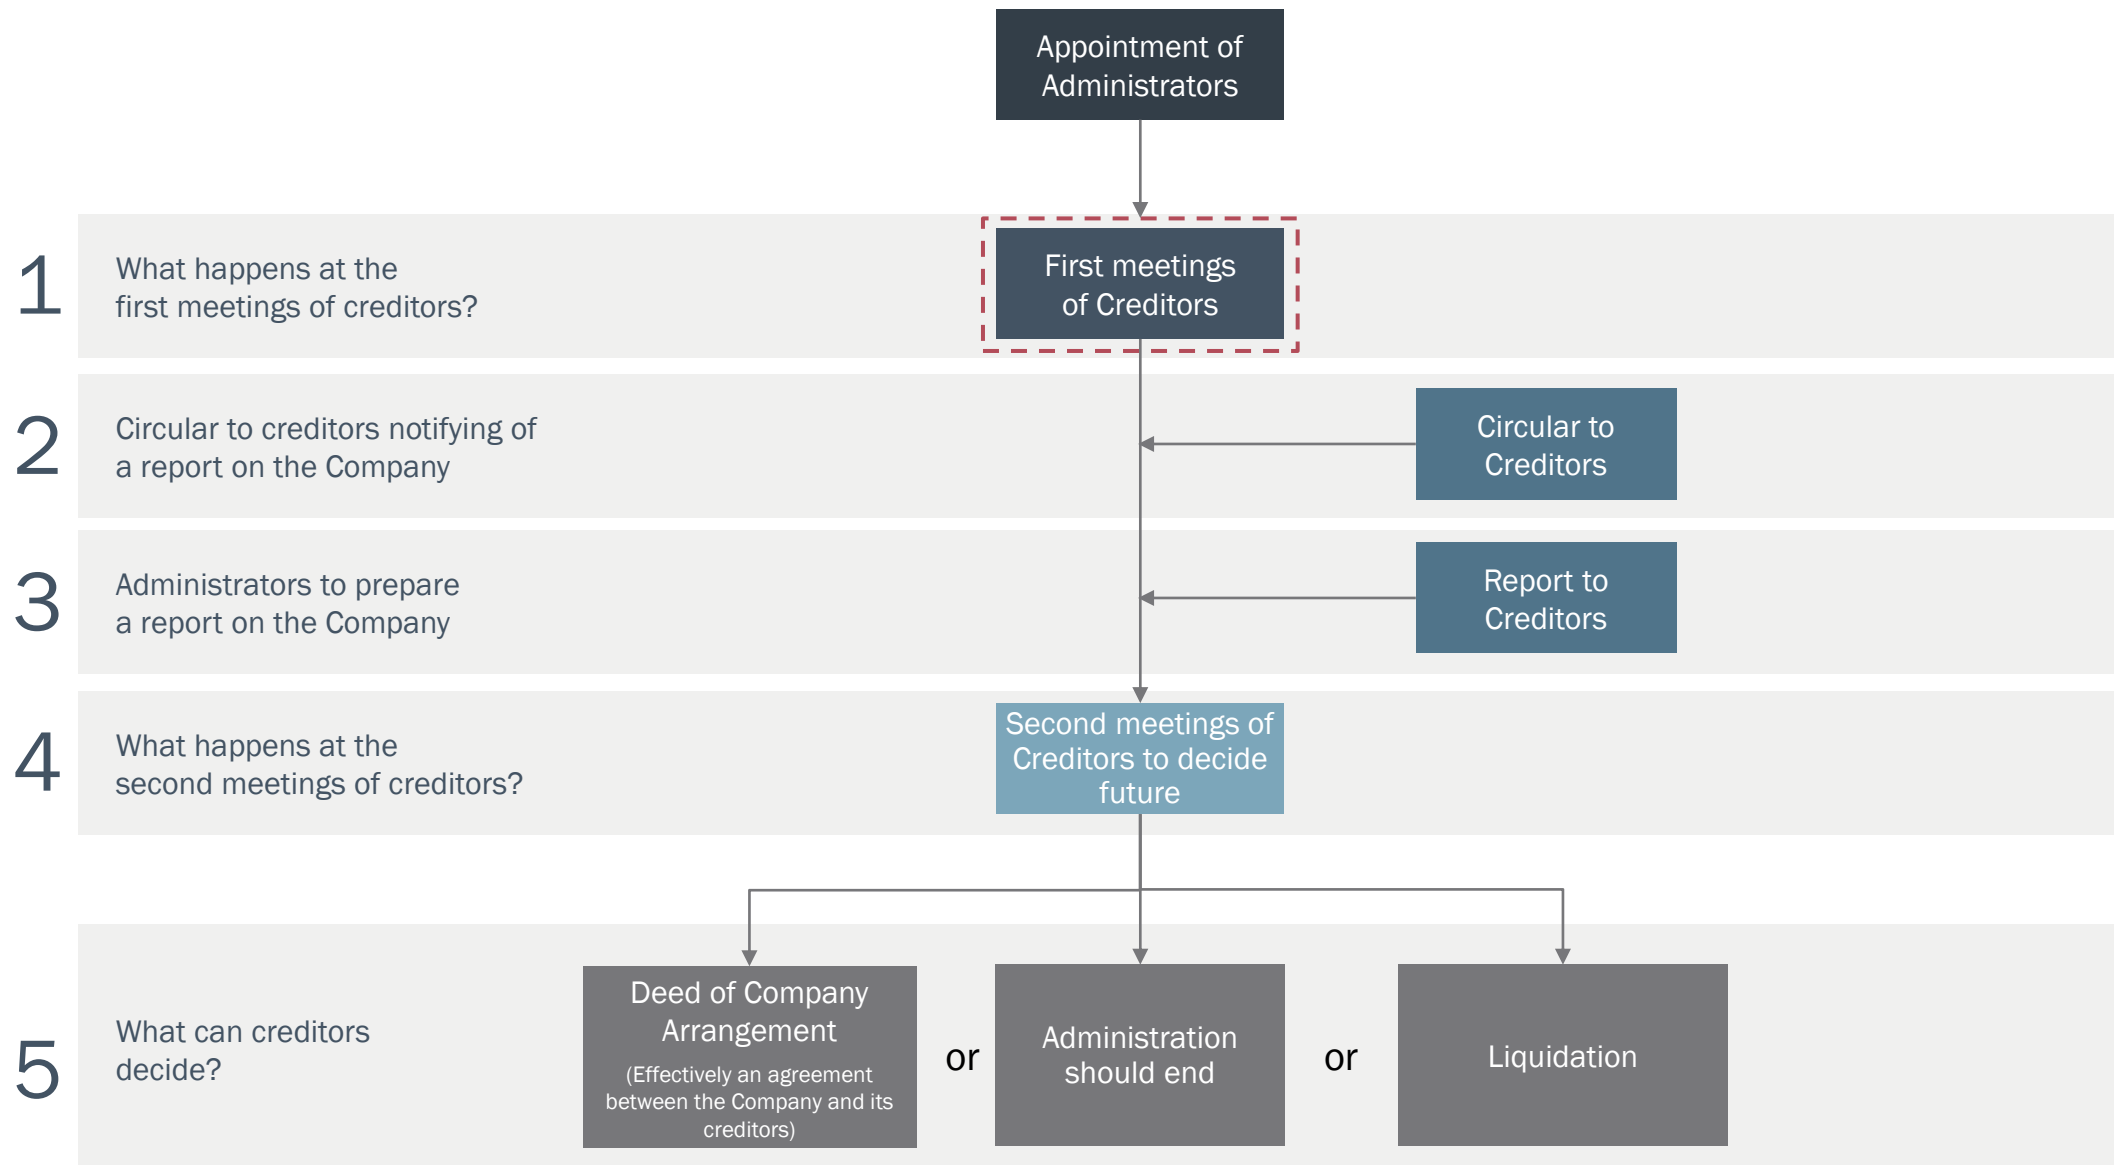 Appointment of
Administrators
1
What happens at the
first meetings of creditors?
First meetings
of Creditors
2
Circular to creditors notifying of
a report on the Company
Circular to
Creditors
3
Administrators to prepare
a report on the Company
Report to
Creditors
4
What happens at the
second meetings of creditors?
Second meetings of
Creditors to decide
future
5
What can creditors
decide?
Deed of Company
Arrangement
(Effectively an agreement
between the Company and its
creditors)
or
Administration
should end
or
Liquidation